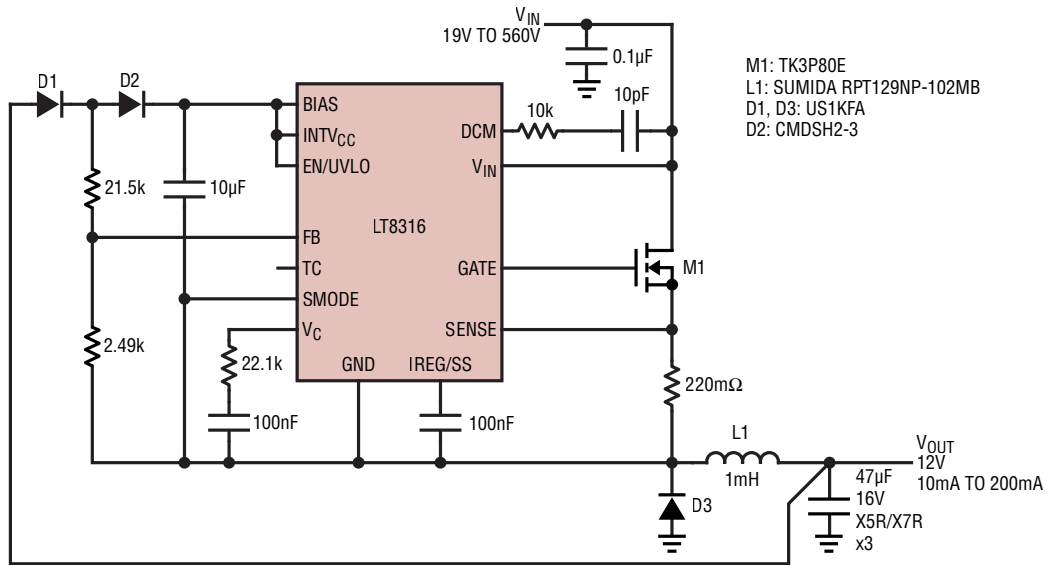 VIN
19V TO 560V
0.1µF
M1: TK3P80E
L1: SUMIDA RPT129NP-102MB
D1, D3: US1KFA
D2: CMDSH2-3
D1
D2
BIAS
INTVCC
EN/UVLO
10k
10pF
DCM
VIN
21.5k
10µF
LT8316
FB
TC
GATE
M1
SMODE
VC
SENSE
2.49k
22.1k
GND
IREG/SS
220mΩ
100nF
100nF
L1
1mH
VOUT
12V
10mA TO 200mA
47µF
16V
X5R/X7R
x3
D3